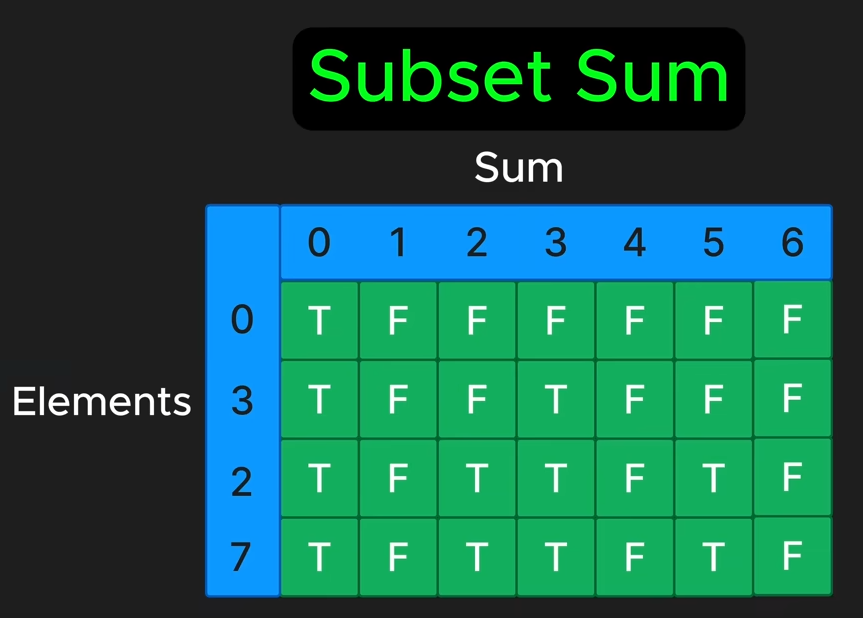 Subset Sum
Sum
0 1 2 3 4 5 6
0 T F F F F F F
Elements 3 T F F T F F F
2 T F T T F T F
7 T F T T F T F